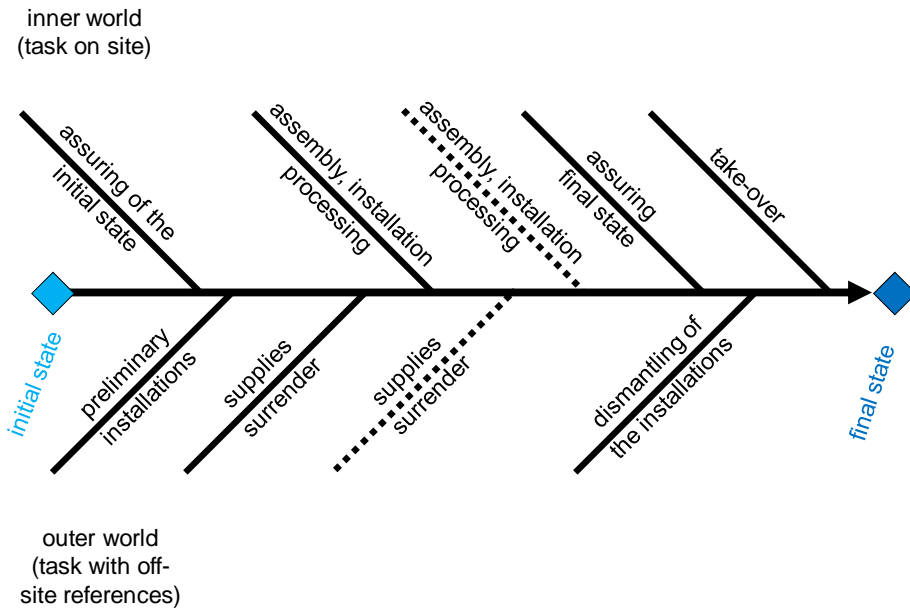 inner world
(task on site)
assuring of the
initial state
assembly, installation
processing
assembly, installation
processing
assuring
final state
take-over
initial state
final state
preliminary
installations
supplies
surrender
supplies
surrender
dismantling of
the installations
outer world
(task with off-
site references)